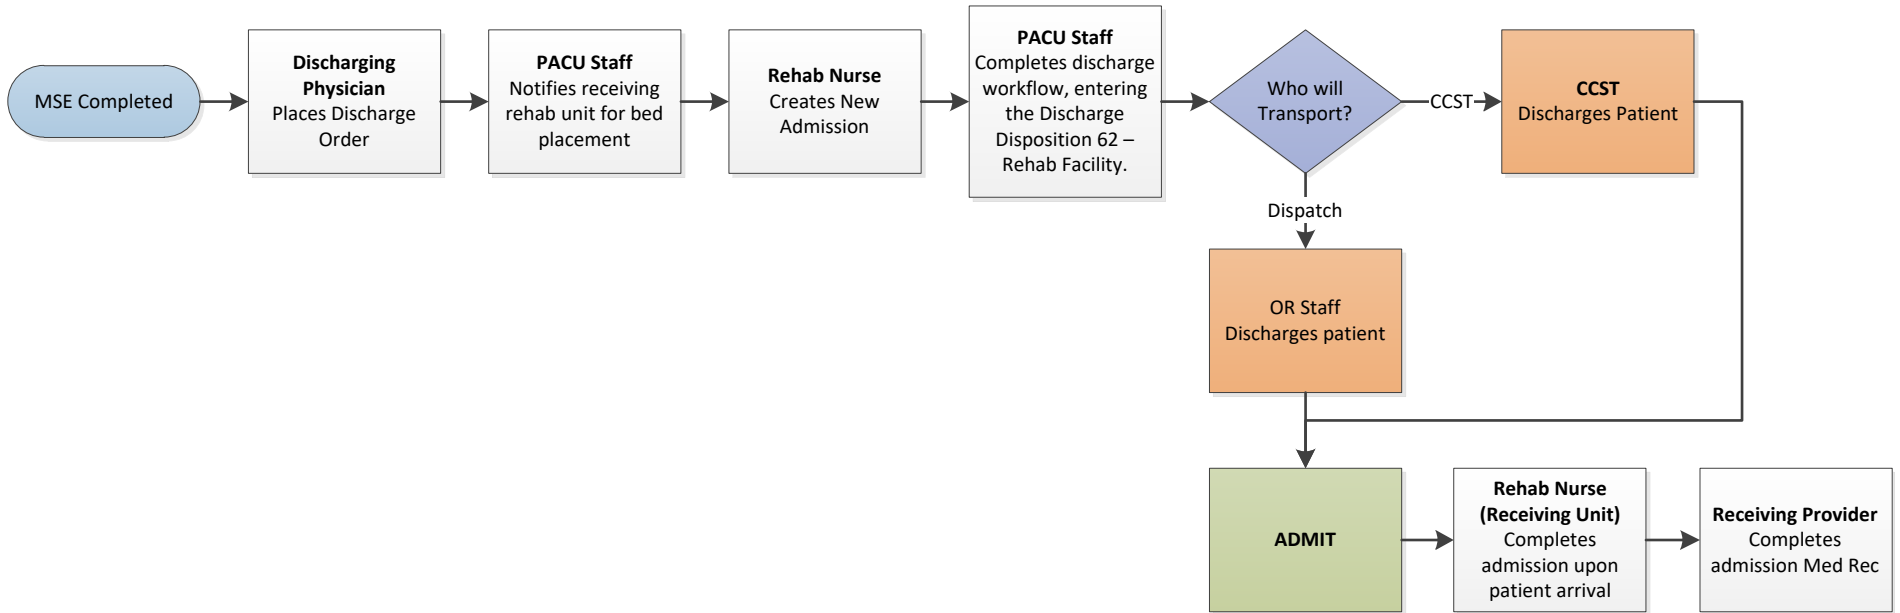 MSE Completed
Discharging
Physician
Places Discharge
Order
PACU Staff
Notifies receiving
rehab unit for bed
placement
Rehab Nurse
Creates New
Admission
PACU Staff
Completes discharge
workflow, entering
the Discharge
Disposition 62 –
Rehab Facility.
Who will
Transport?
CCST
CCST
Discharges Patient
Dispatch
OR Staff
Discharges patient
ADMIT
Rehab Nurse
(Receiving Unit)
Completes
admission upon
patient arrival
Receiving Provider
Completes
admission Med Rec